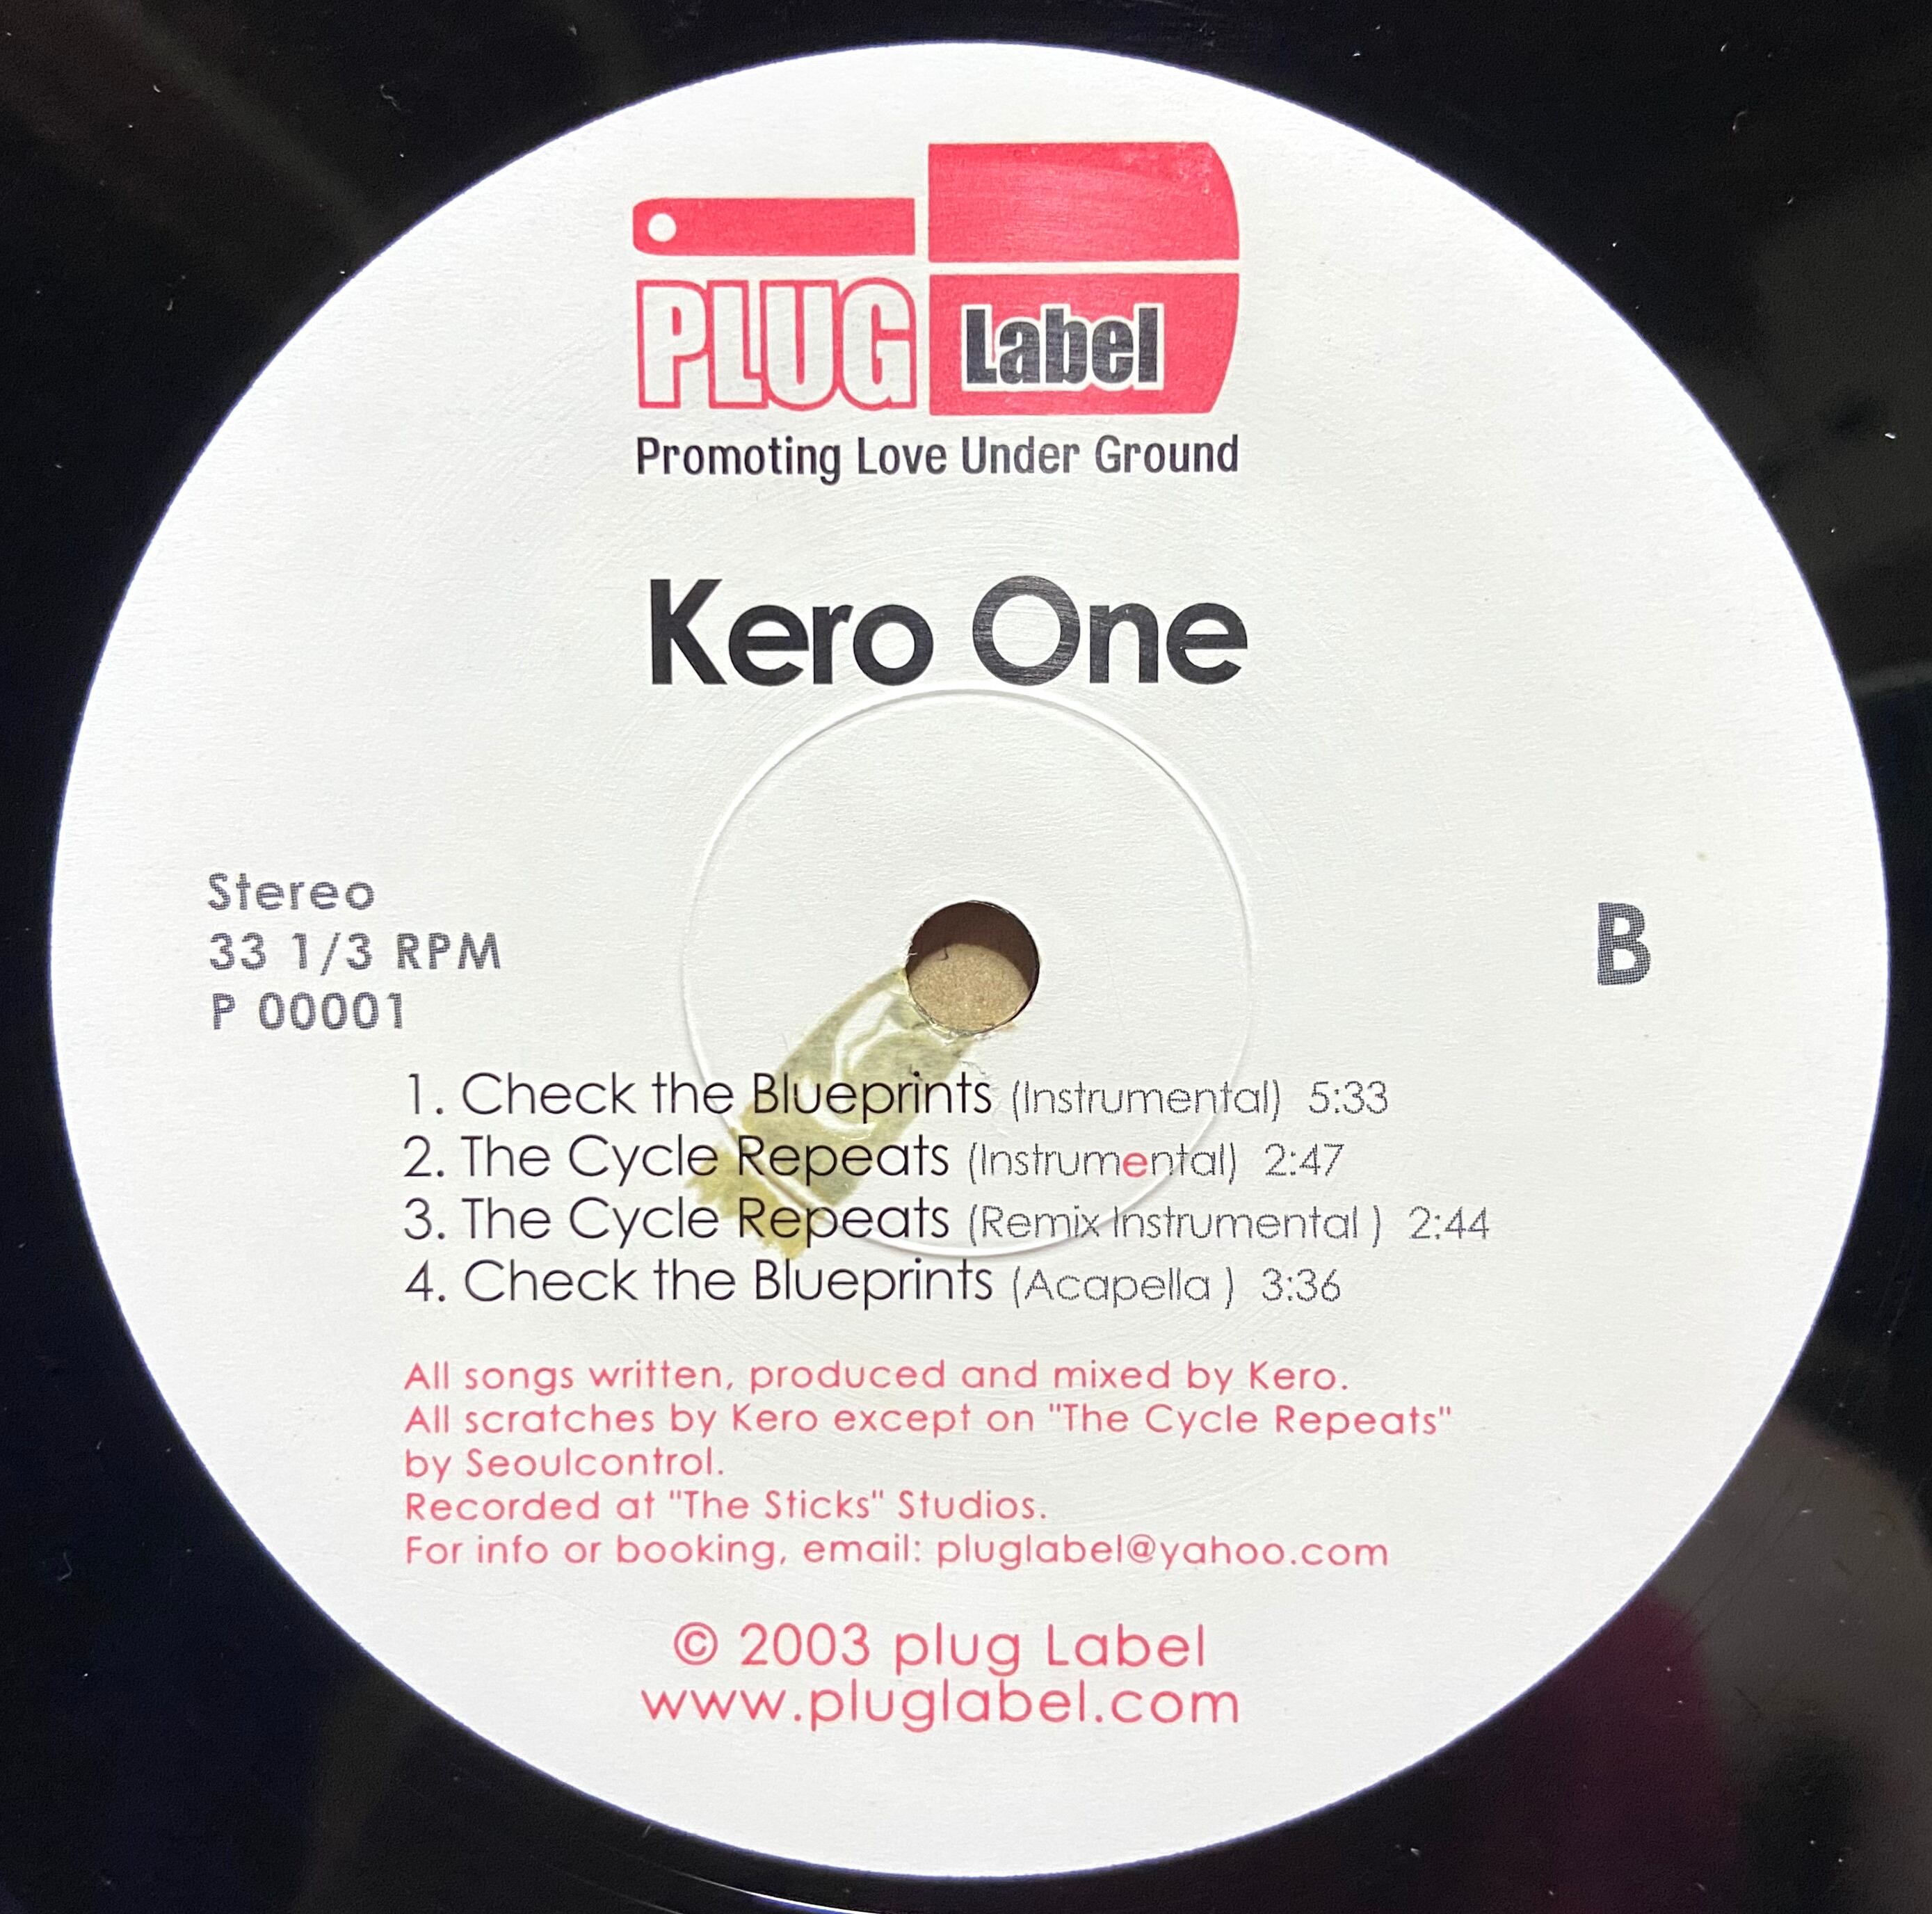 PLUG Label
Promoting Love Under Ground
Kero One
Stereo
33 1/3 RPM
P 00001
B
1. Check the Blueprints (Instrumental) 5:33
2. The Cycle Repeats (Instrumental) 2:47
3. The Cycle Repeats (Remix Instrumental ) 2:44
4. Check the Blueprints (Acapella ) 3:36
All songs written, produced and mixed by Kero.
All scratches by Kero except on "The Cycle Repeats"
by Seoulcontrol.
Recorded at "The Sticks" Studios.
For info or booking, email: pluglabel@yahoo.com
© 2003 plug Label
www.pluglabel.com